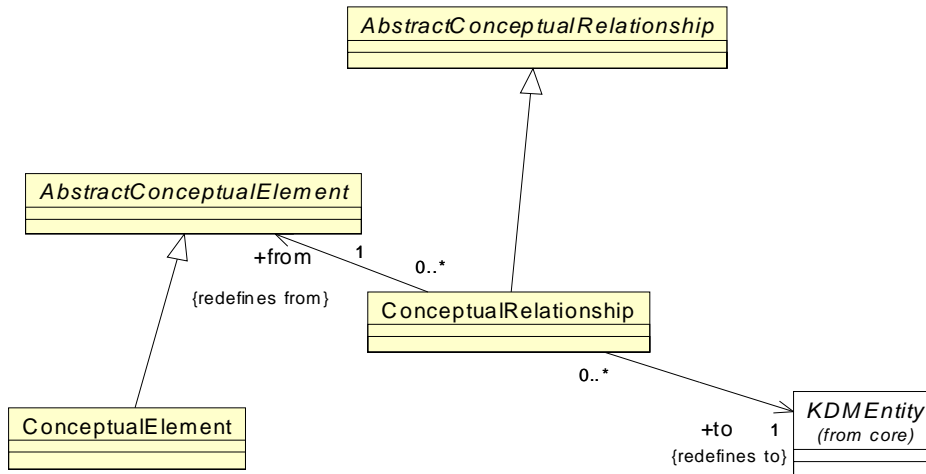 AbstractConceptualRelationship
AbstractConceptualElement
+from 1
0..*
{redefines from}
ConceptualRelationship
0..*
ConceptualElement
KDMEntity
(from core)
+to 1
{redefines to}